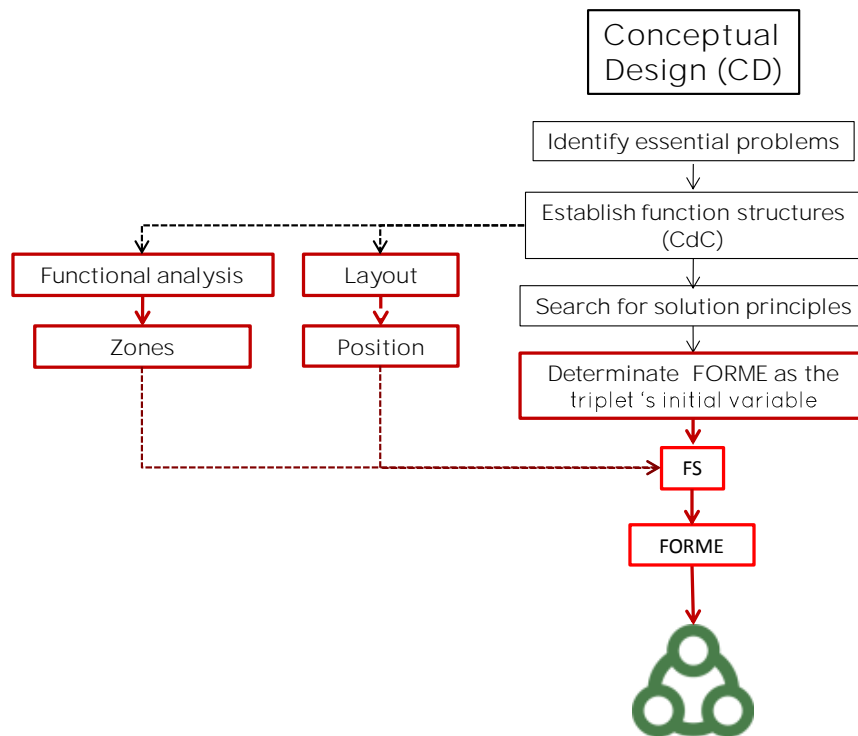 Conceptual
Design (CD)
Identify essential problems
Establish function structures
(CdC)
Functional analysis
Layout
Search for solution principles
Zones
Position
Determinate FORME as the
triplet ‘s initial variable
FS
FORME